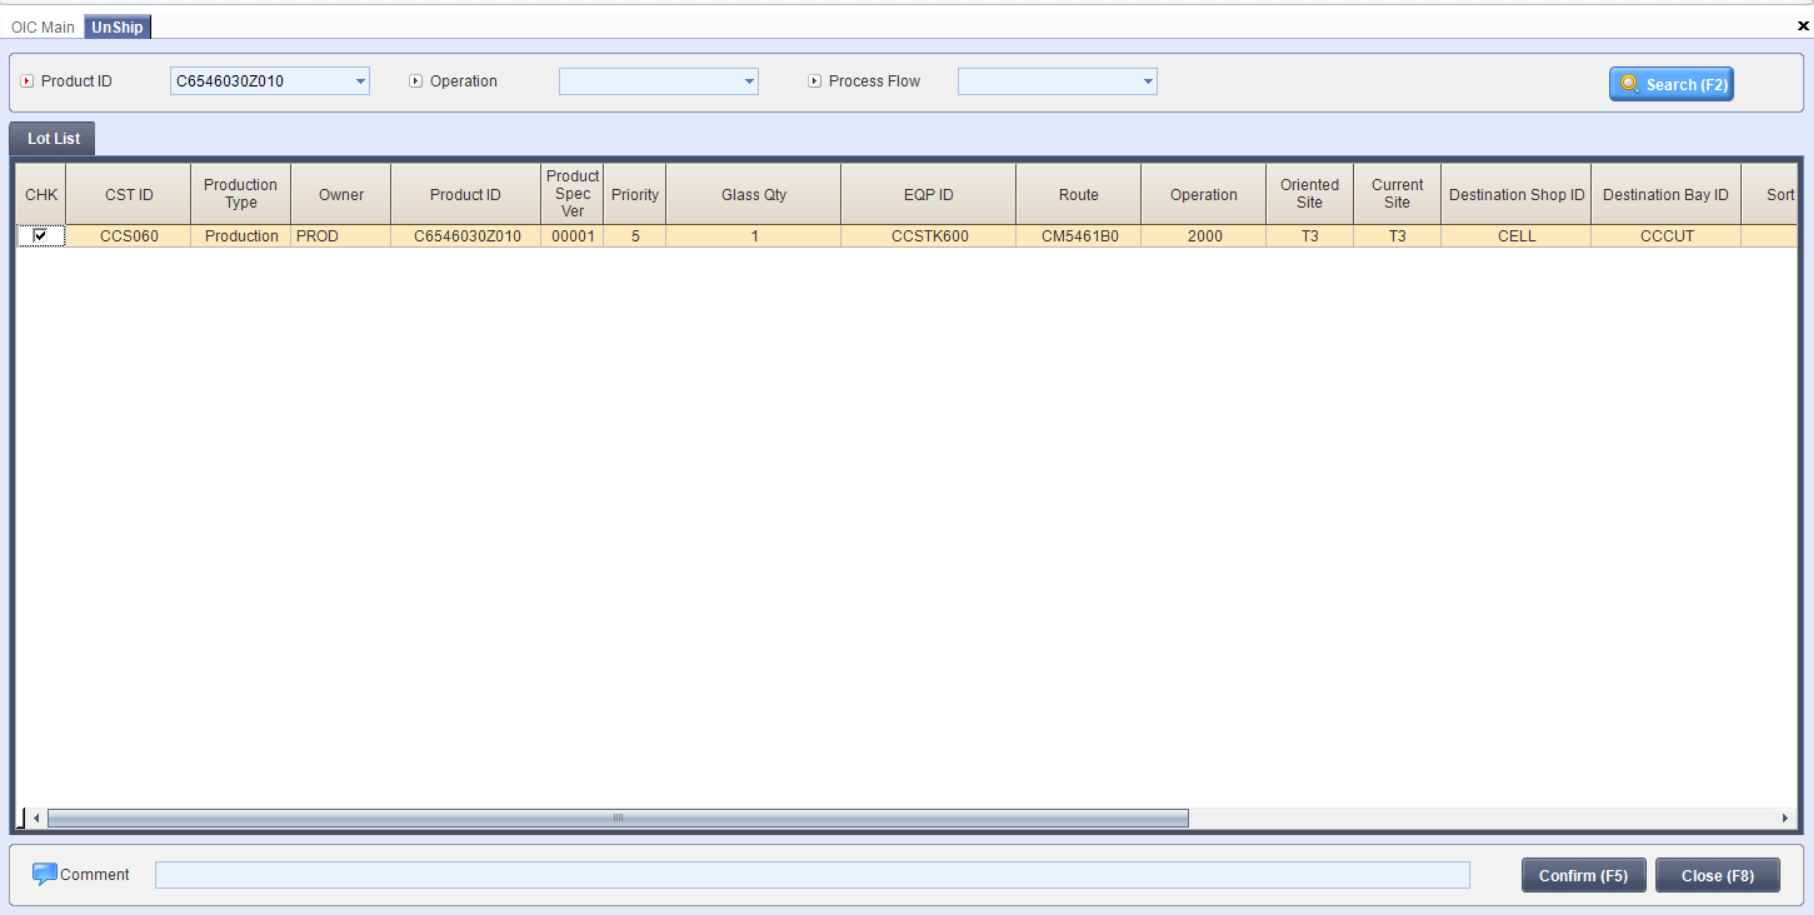 OIC Main UnShip
Product ID C6546030Z010 Operation Process Flow Search (F2)
Lot List
CHK CST ID Production Type Owner Product ID Product Spec Ver Priority Glass Qty EQP ID Route Operation Oriented Site Current Site Destination Shop ID Destination Bay ID Sort
CCS060 Production PROD C6546030Z010 00001 5 1 CCSTK600 CM5461B0 2000 T3 T3 CELL CCCUT
Comment Confirm (F5) Close (F8)